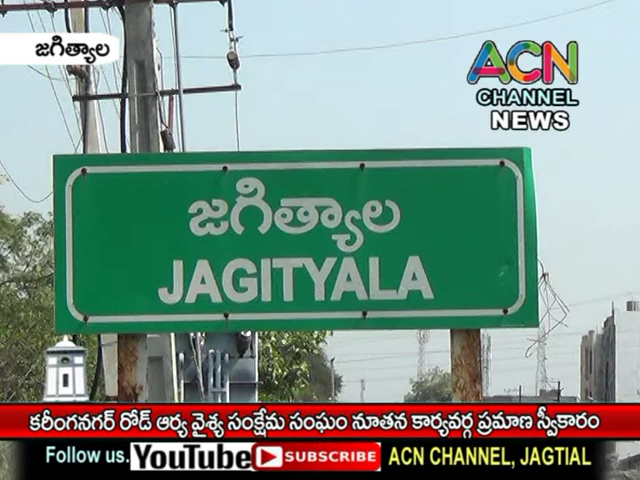 జగిత్యాల
ACN
CHANNEL
NEWS
జగిత్యాల
JAGITYALA
కరీంగనగర్ రోడ్ ఆర్య వైశ్య సంక్షేమ సంఘం నూతన కార్యవర్గ ప్రమాణ స్వీకారం
Follow us. YouTube SUBSCRIBE ACN CHANNEL, JAGTIAL